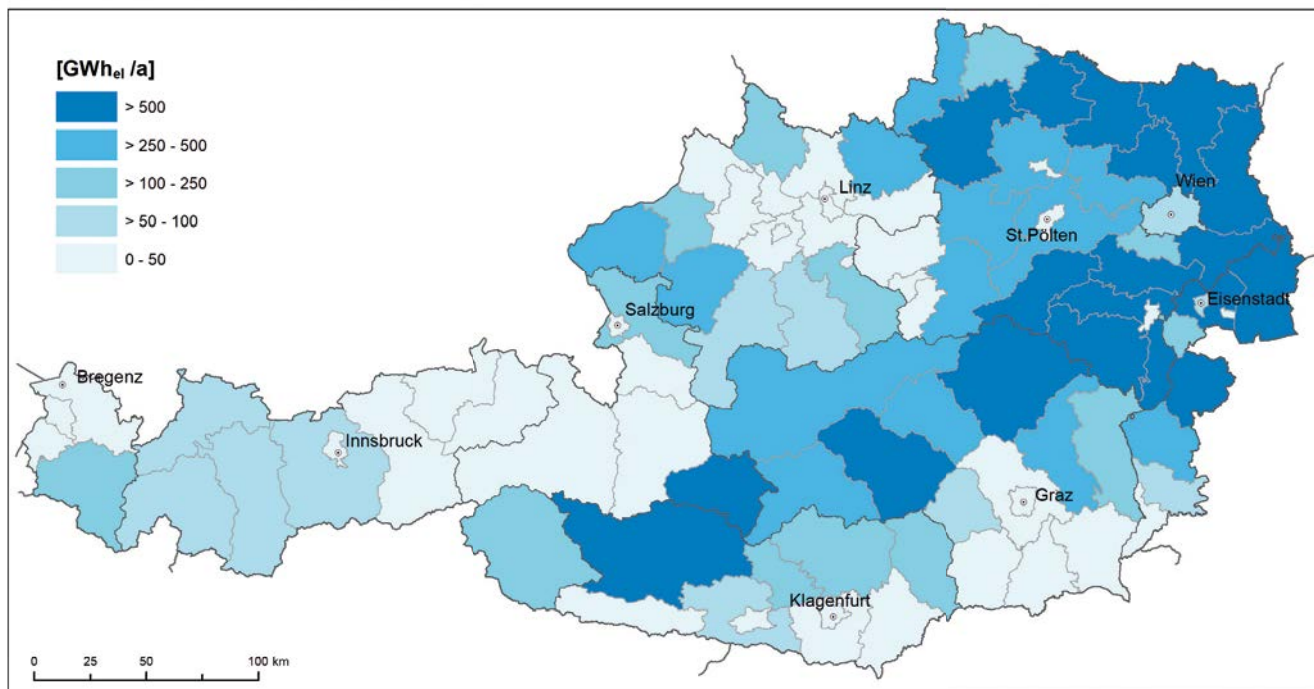 [GWhel /a]
> 500
> 250 - 500
> 100 - 250
> 50 - 100
0 - 50
Linz
Wien
St.Pölten
Eisenstadt
Salzburg
Bregenz
Innsbruck
Graz
Klagenfurt
0 25 50 100 km